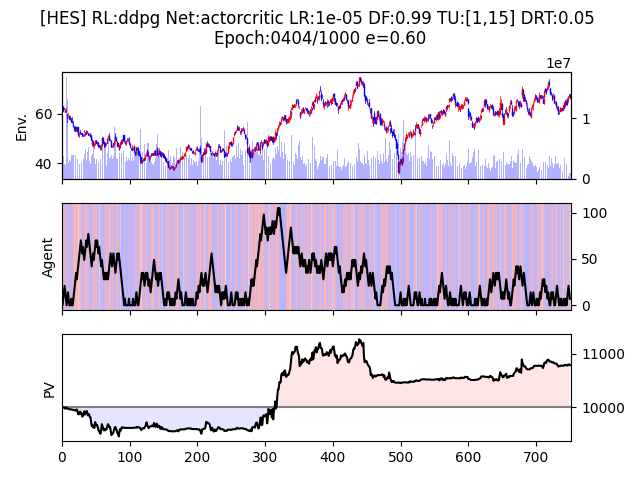 [HES] RL:ddpg Net:actorcritic LR:1e-05 DF:0.99 TU:[1,15] DRT:0.05
Epoch:0404/1000 e=0.60
1e7
Env.
60
40
1
0
Agent
100
50
0
PV
11000
10000
0 100 200 300 400 500 600 700